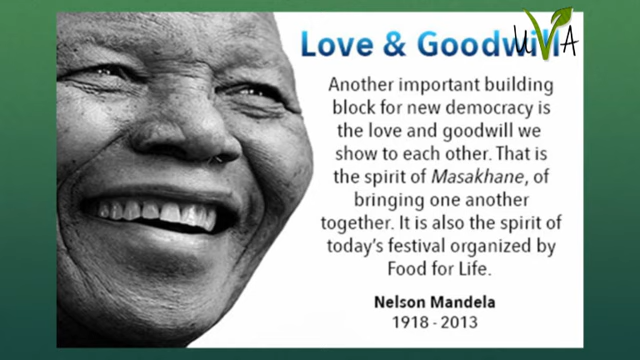 Love & Goodwill
UVA
Another important building
block for new democracy is
the love and goodwill we
show to each other. That is
the spirit of Masakhane, of
bringing one another
together. It is also the spirit of
today's festival organized by
Food for Life.
Nelson Mandela
1918 - 2013